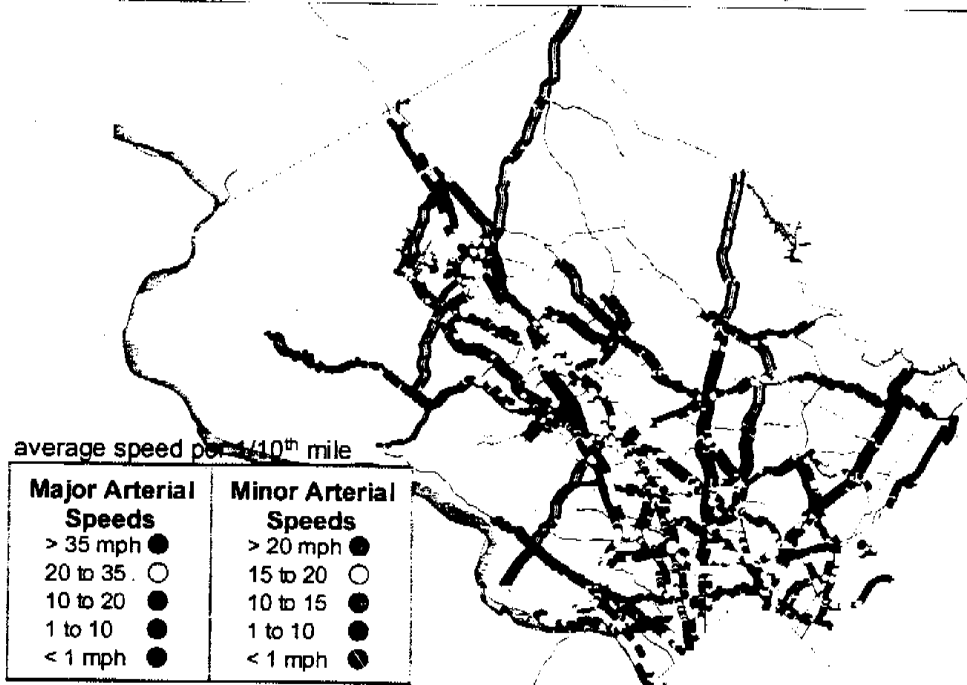 average speed per 1/10th mile
Major Arterial Speeds
> 35 mph
20 to 35
10 to 20
1 to 10
< 1 mph
Minor Arterial Speeds
> 20 mph
15 to 20
10 to 15
1 to 10
< 1 mph